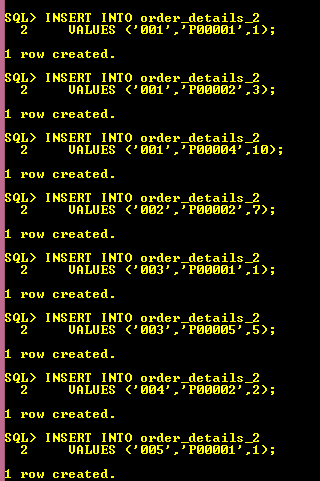 SQL> INSERT INTO order_details_2
2 VALUES ('001','P00001',1);
1 row created.
SQL> INSERT INTO order_details_2
2 VALUES ('001','P00002',3);
1 row created.
SQL> INSERT INTO order_details_2
2 VALUES ('001','P00004',10);
1 row created.
SQL> INSERT INTO order_details_2
2 VALUES ('002','P00002',7);
1 row created.
SQL> INSERT INTO order_details_2
2 VALUES ('003','P00001',1);
1 row created.
SQL> INSERT INTO order_details_2
2 VALUES ('003','P00005',5);
1 row created.
SQL> INSERT INTO order_details_2
2 VALUES ('004','P00002',2);
1 row created.
SQL> INSERT INTO order_details_2
2 VALUES ('005','P00001',1);
1 row created.